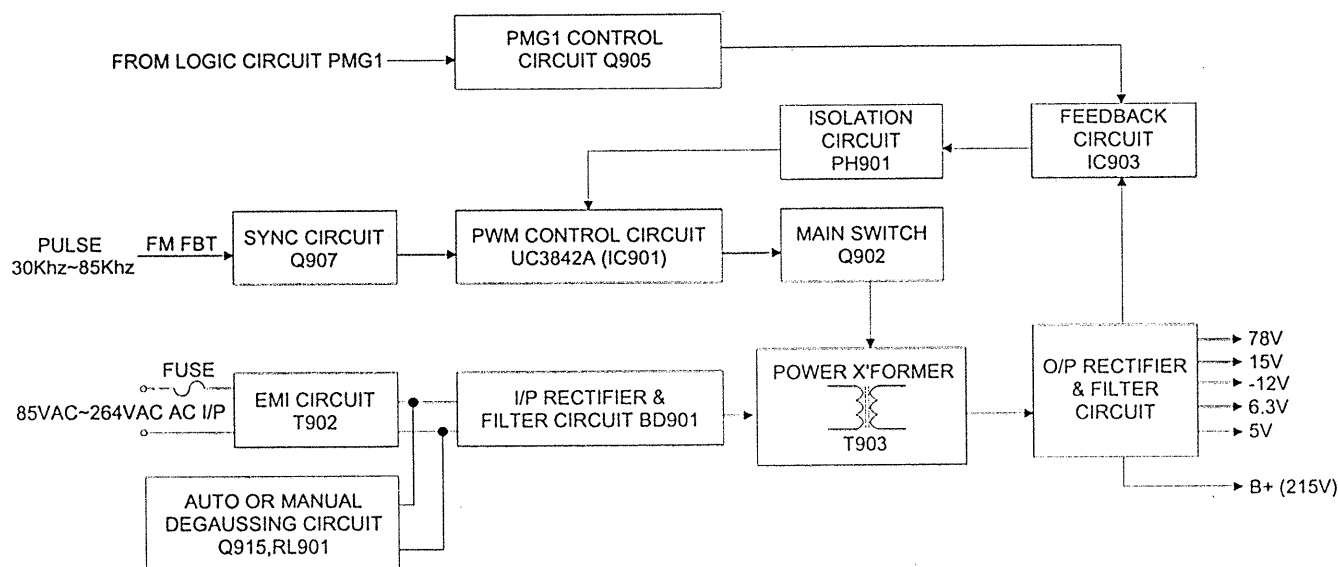 PMG1 CONTROL
CIRCUIT Q905
FROM LOGIC CIRCUIT PMG1
ISOLATION
CIRCUIT
PH901
FEEDBACK
CIRCUIT
IC903
PULSE
30Khz~85Khz
FM FBT
SYNC CIRCUIT
Q907
PWM CONTROL CIRCUIT
UC3842A (IC901)
MAIN SWITCH
Q902
FUSE
85VAC~264VAC AC I/P
EMI CIRCUIT
T902
I/P RECTIFIER &
FILTER CIRCUIT BD901
POWER X'FORMER
T903
O/P RECTIFIER
& FILTER
CIRCUIT
78V
15V
-12V
6.3V
5V
B+ (215V)
AUTO OR MANUAL
DEGAUSSING CIRCUIT
Q915,RL901